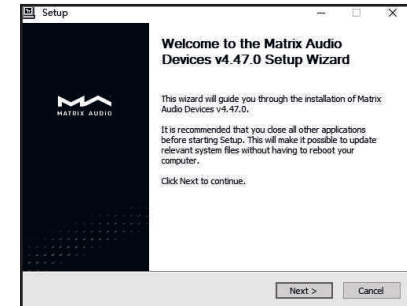 Setup
Welcome to the Matrix Audio
Devices v4.47.0 Setup Wizard
MATRIX AUDIO
This wizard will guide you through the installation of Matrix
Audio Devices v4.47.0.
It is recommended that you close all other applications
before starting Setup. This will make it possible to update
relevant system files without having to reboot your
computer.
Click Next to continue.
Next >
Cancel